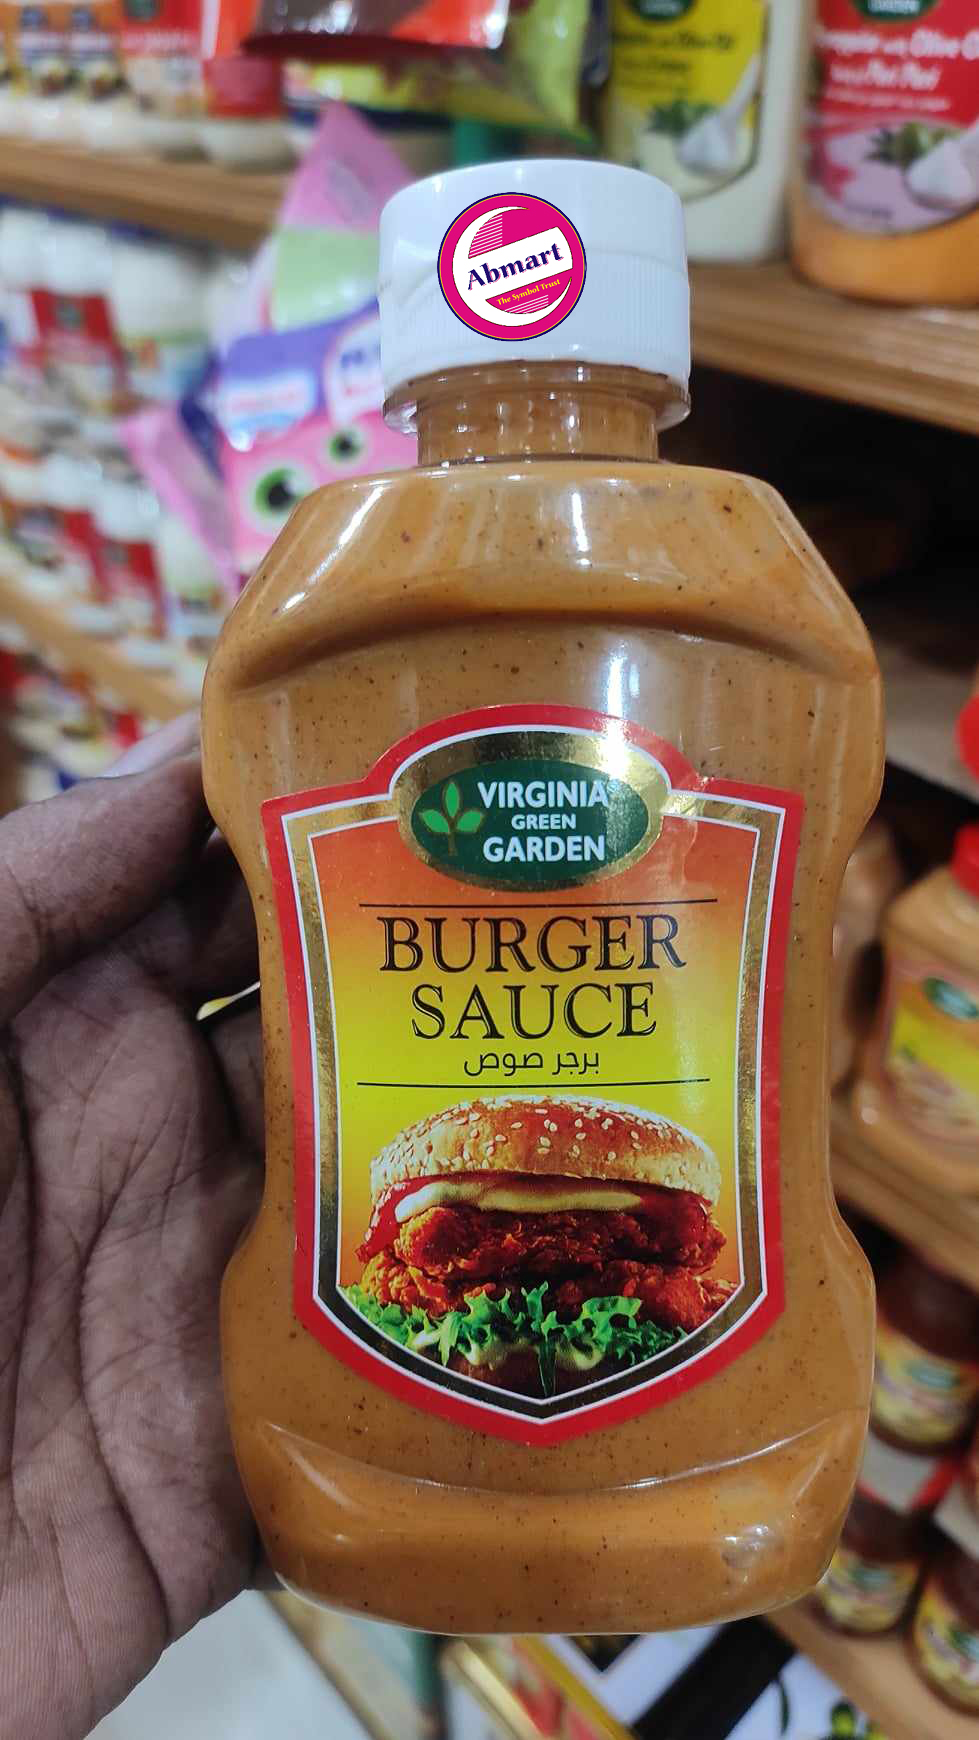 Abmart
The Symbol Trust
VIRGINIA
GREEN
GARDEN
BURGER
SAUCE
برجر صوص